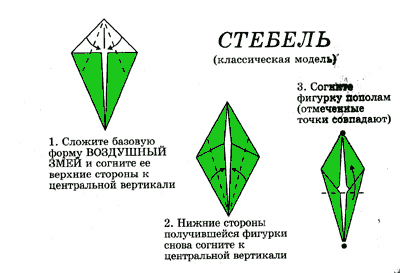 СТЕБЕЛЬ
(классическая модель)
1. Сложите базовую
форму ВОЗДУШНЫЙ
ЗМЕЙ и согните ее
верхние стороны к
центральной вертикали
2. Нижние стороны
получившейся фигурки
снова согните к
центральной вертикали
3. Согните
фигурку пополам
(отмеченные
точки совпадают)